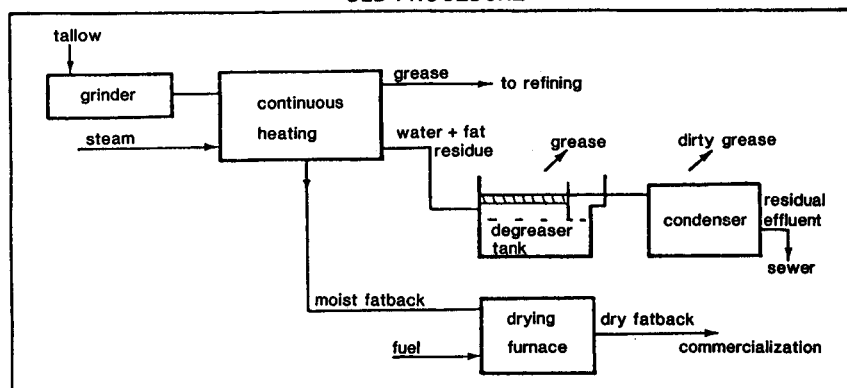 tallow
grinder
continuous
heating
grease
to refining
steam
water + fat
residue
grease
dirty grease
degreaser
tank
condenser
residual
effluent
sewer
moist fatback
drying
furnace
dry fatback
commercialization
fuel